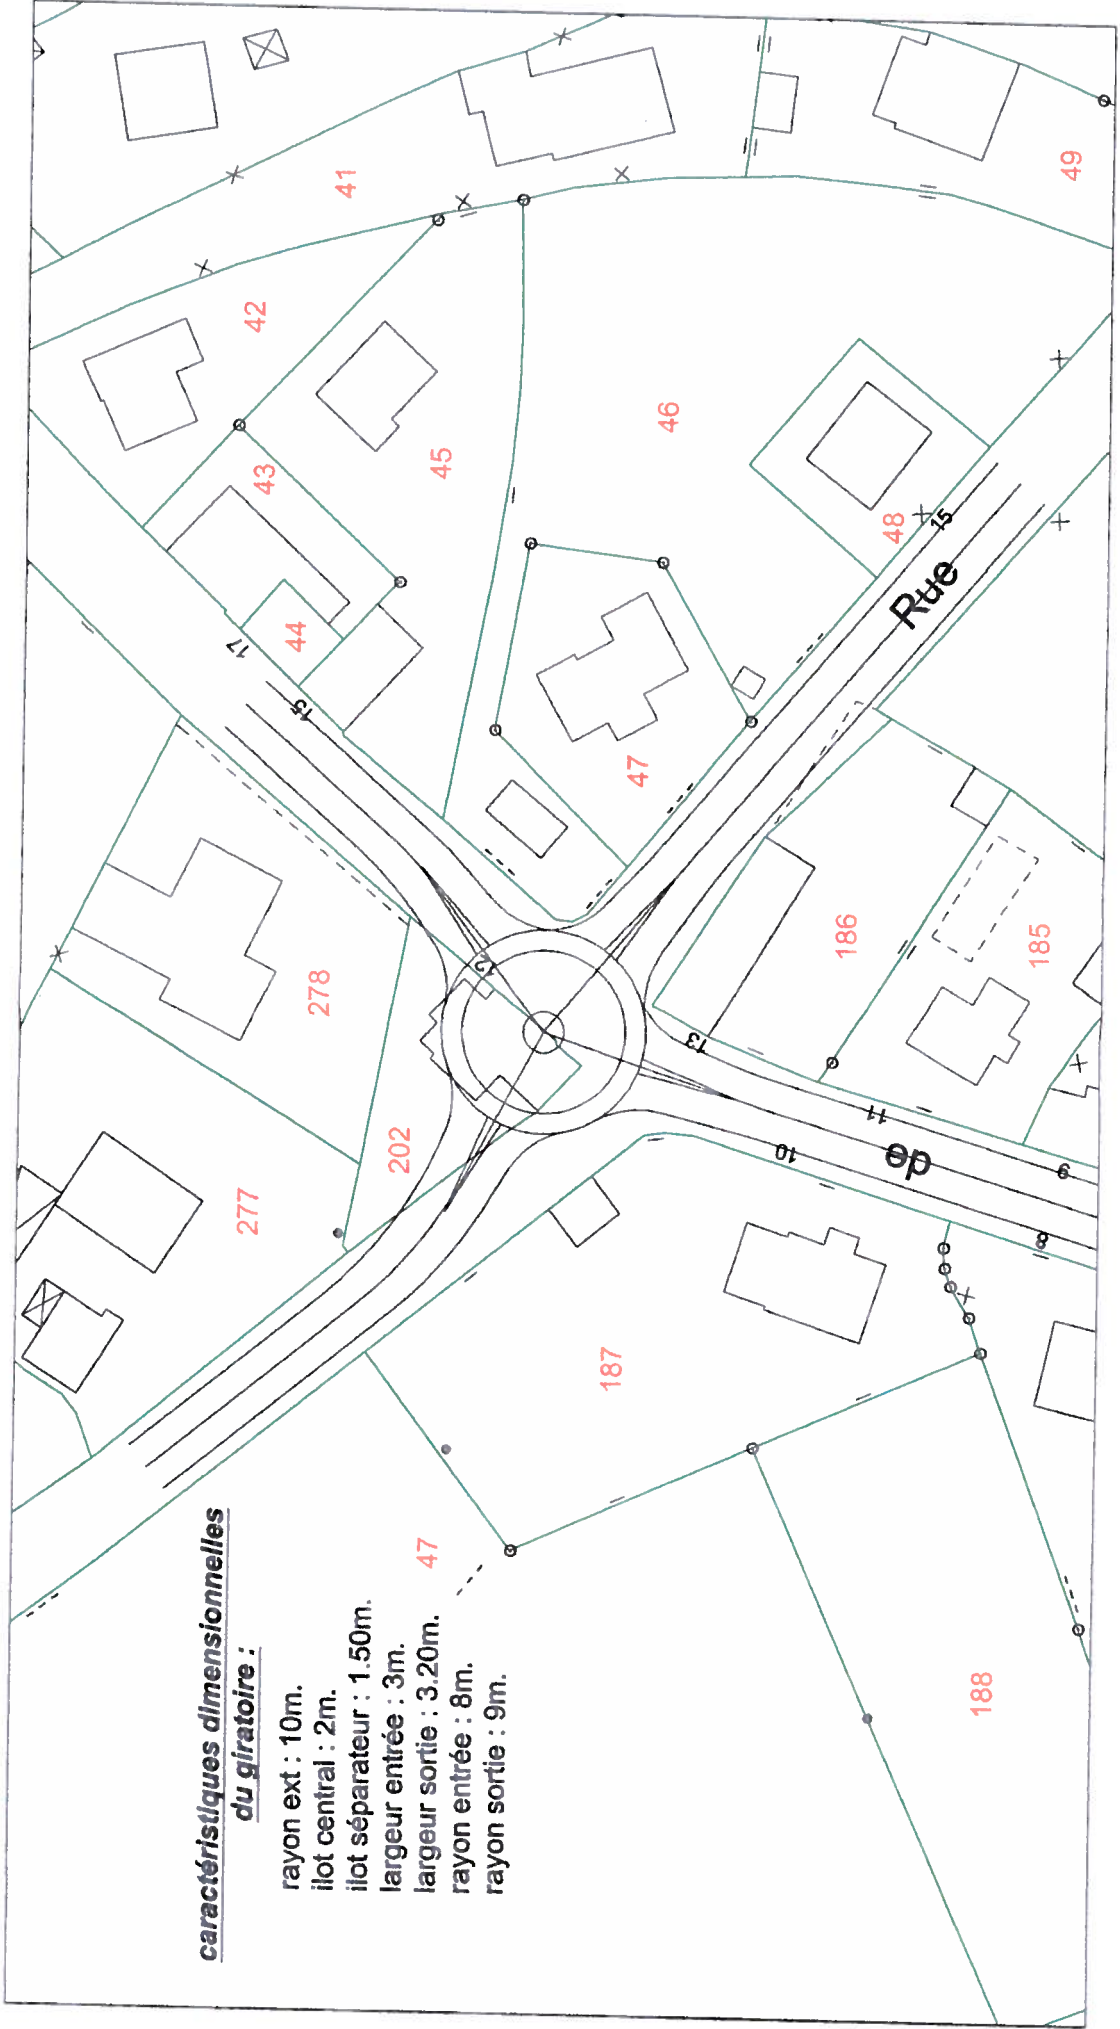 caractéristiques dimensionnelles
du giratoire :
rayon ext : 10m.
ilot central : 2m.
ilot séparateur : 1.50m.
largeur entrée : 3m.
largeur sortie : 3.20m.
rayon entrée : 8m.
rayon sortie : 9m.
277
278
202
47
187
188
41
42
43
44
45
46
47
48
49
186
185
17
15
12
13
11
10
9
8
15
Rue
de